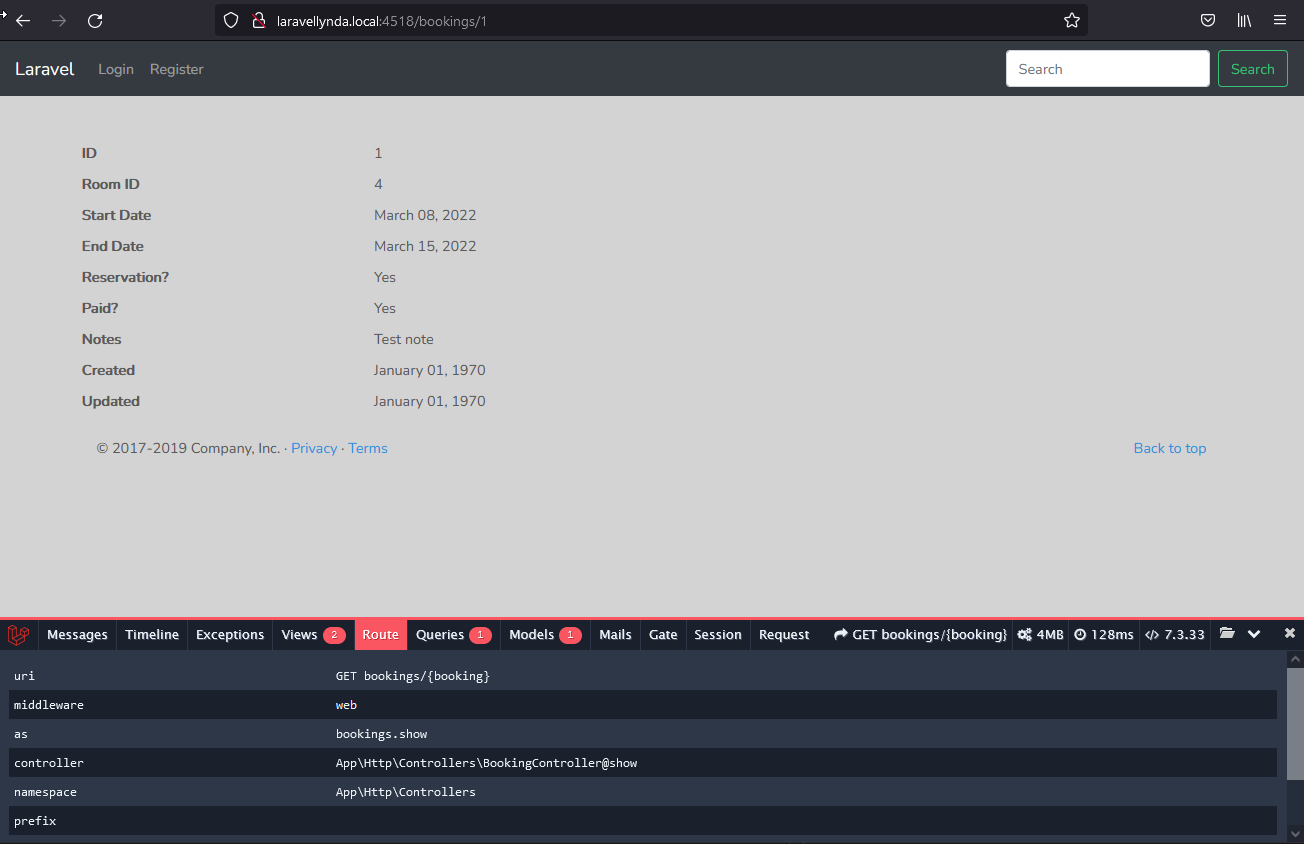 laravellynda.local:4518/bookings/1
Laravel Login Register Search Search
ID 1
Room ID 4
Start Date March 08, 2022
End Date March 15, 2022
Reservation? Yes
Paid? Yes
Notes Test note
Created January 01, 1970
Updated January 01, 1970
© 2017-2019 Company, Inc. · Privacy · Terms Back to top
Messages Timeline Exceptions Views 2 Route Queries 1 Models 1 Mails Gate Session Request GET bookings/{booking} 4MB 128ms 7.3.33
uri GET bookings/{booking}
middleware web
as bookings.show
controller App\Http\Controllers\BookingController@show
namespace App\Http\Controllers
prefix